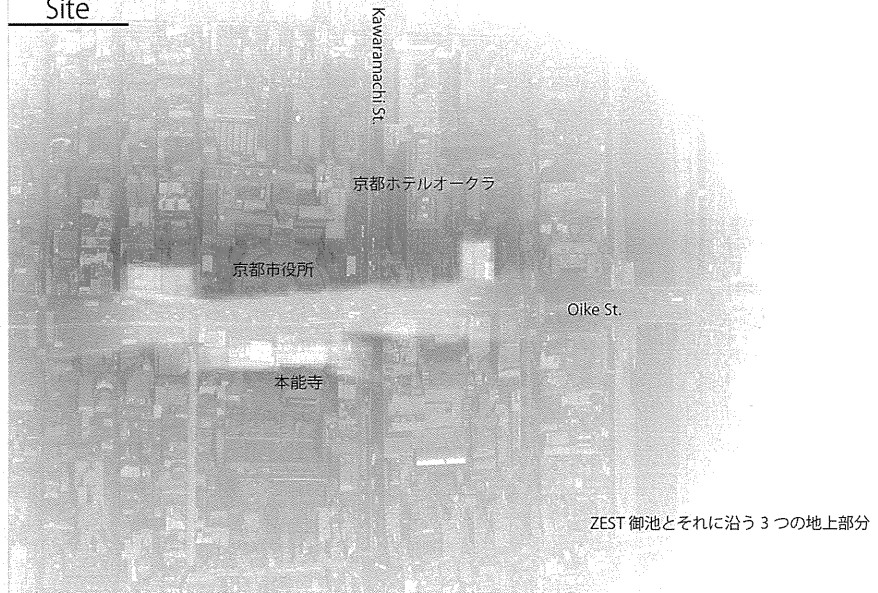 Site
Kawaramachi St.
京都ホテルオークラ
京都市役所
Oike St.
本能寺
ZEST 御池とそれに沿う 3 つの地上部分